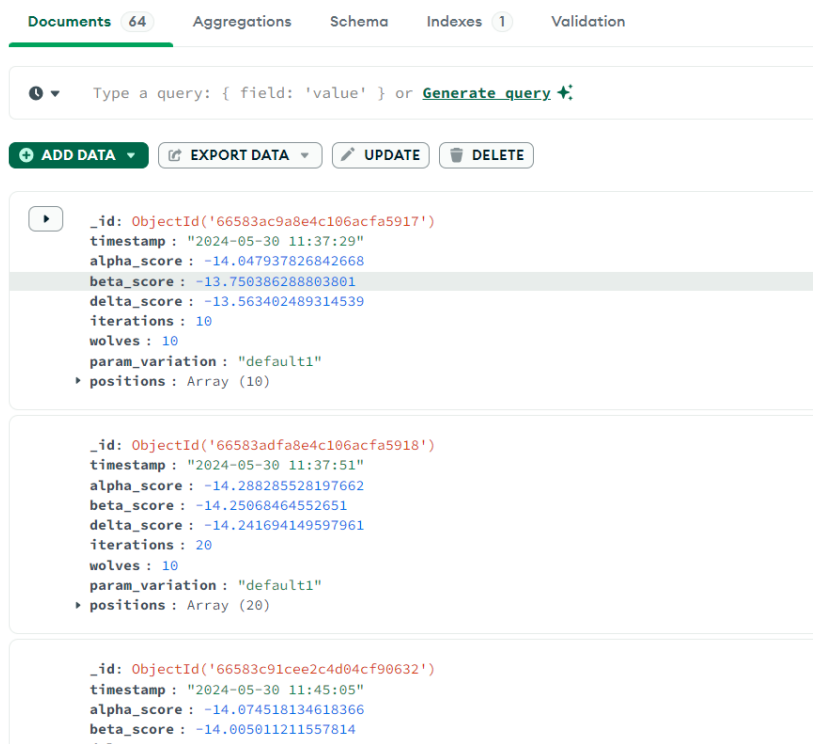 Documents 64 Aggregations Schema Indexes 1 Validation
Type a query: { field: 'value' } or Generate query
ADD DATA EXPORT DATA UPDATE DELETE
_id: ObjectId('66583ac9a8e4c106acfa5917')
timestamp : "2024-05-30 11:37:29"
alpha_score : -14.047937826842668
beta_score : -13.750386288803801
delta_score : -13.563402489314539
iterations : 10
wolves : 10
param_variation : "default1"
positions : Array (10)
_id: ObjectId('66583adfa8e4c106acfa5918')
timestamp : "2024-05-30 11:37:51"
alpha_score : -14.288285528197662
beta_score : -14.25068464552651
delta_score : -14.241694149597961
iterations : 20
wolves : 10
param_variation : "default1"
positions : Array (20)
_id: ObjectId('66583c91cee2c4d04cf90632')
timestamp : "2024-05-30 11:45:05"
alpha_score : -14.074518134618366
beta_score : -14.005011211557814